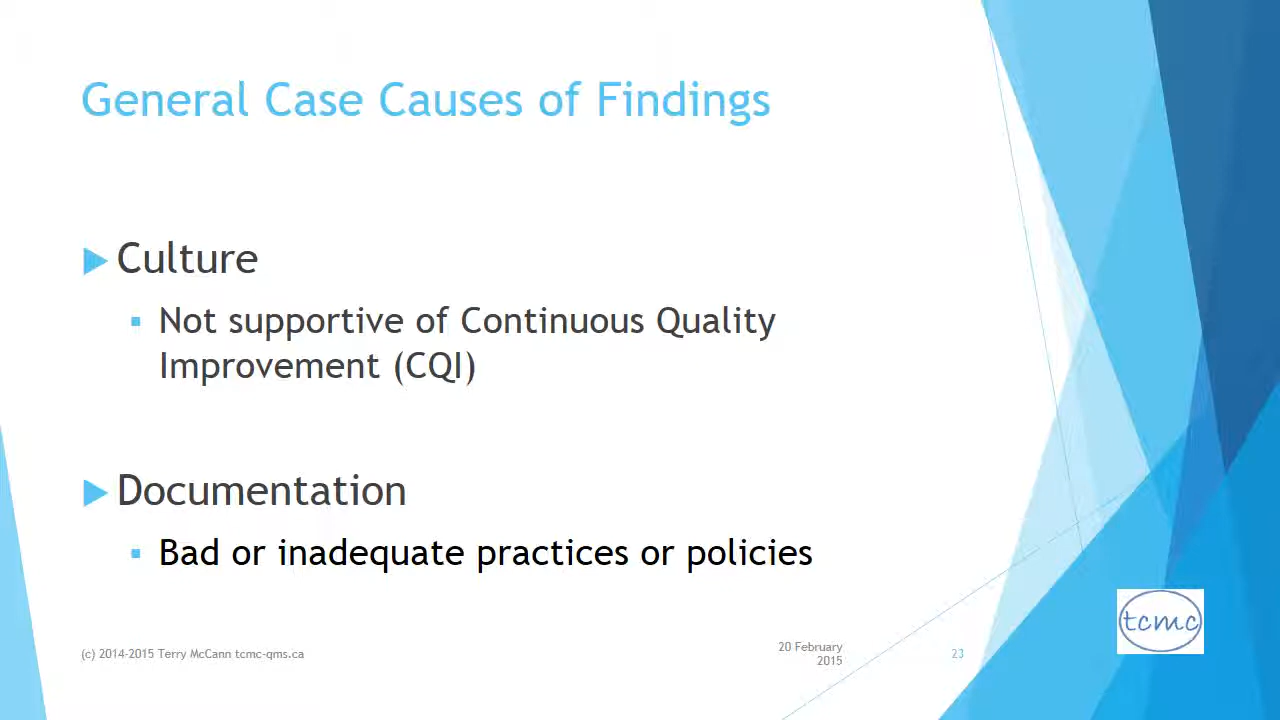 General Case Causes of Findings
Culture
Not supportive of Continuous Quality
Improvement (CQI)
Documentation
Bad or inadequate practices or policies
(c) 2014-2015 Terry McCann tcmc-qms.ca
20 February
2015
23
tcmc